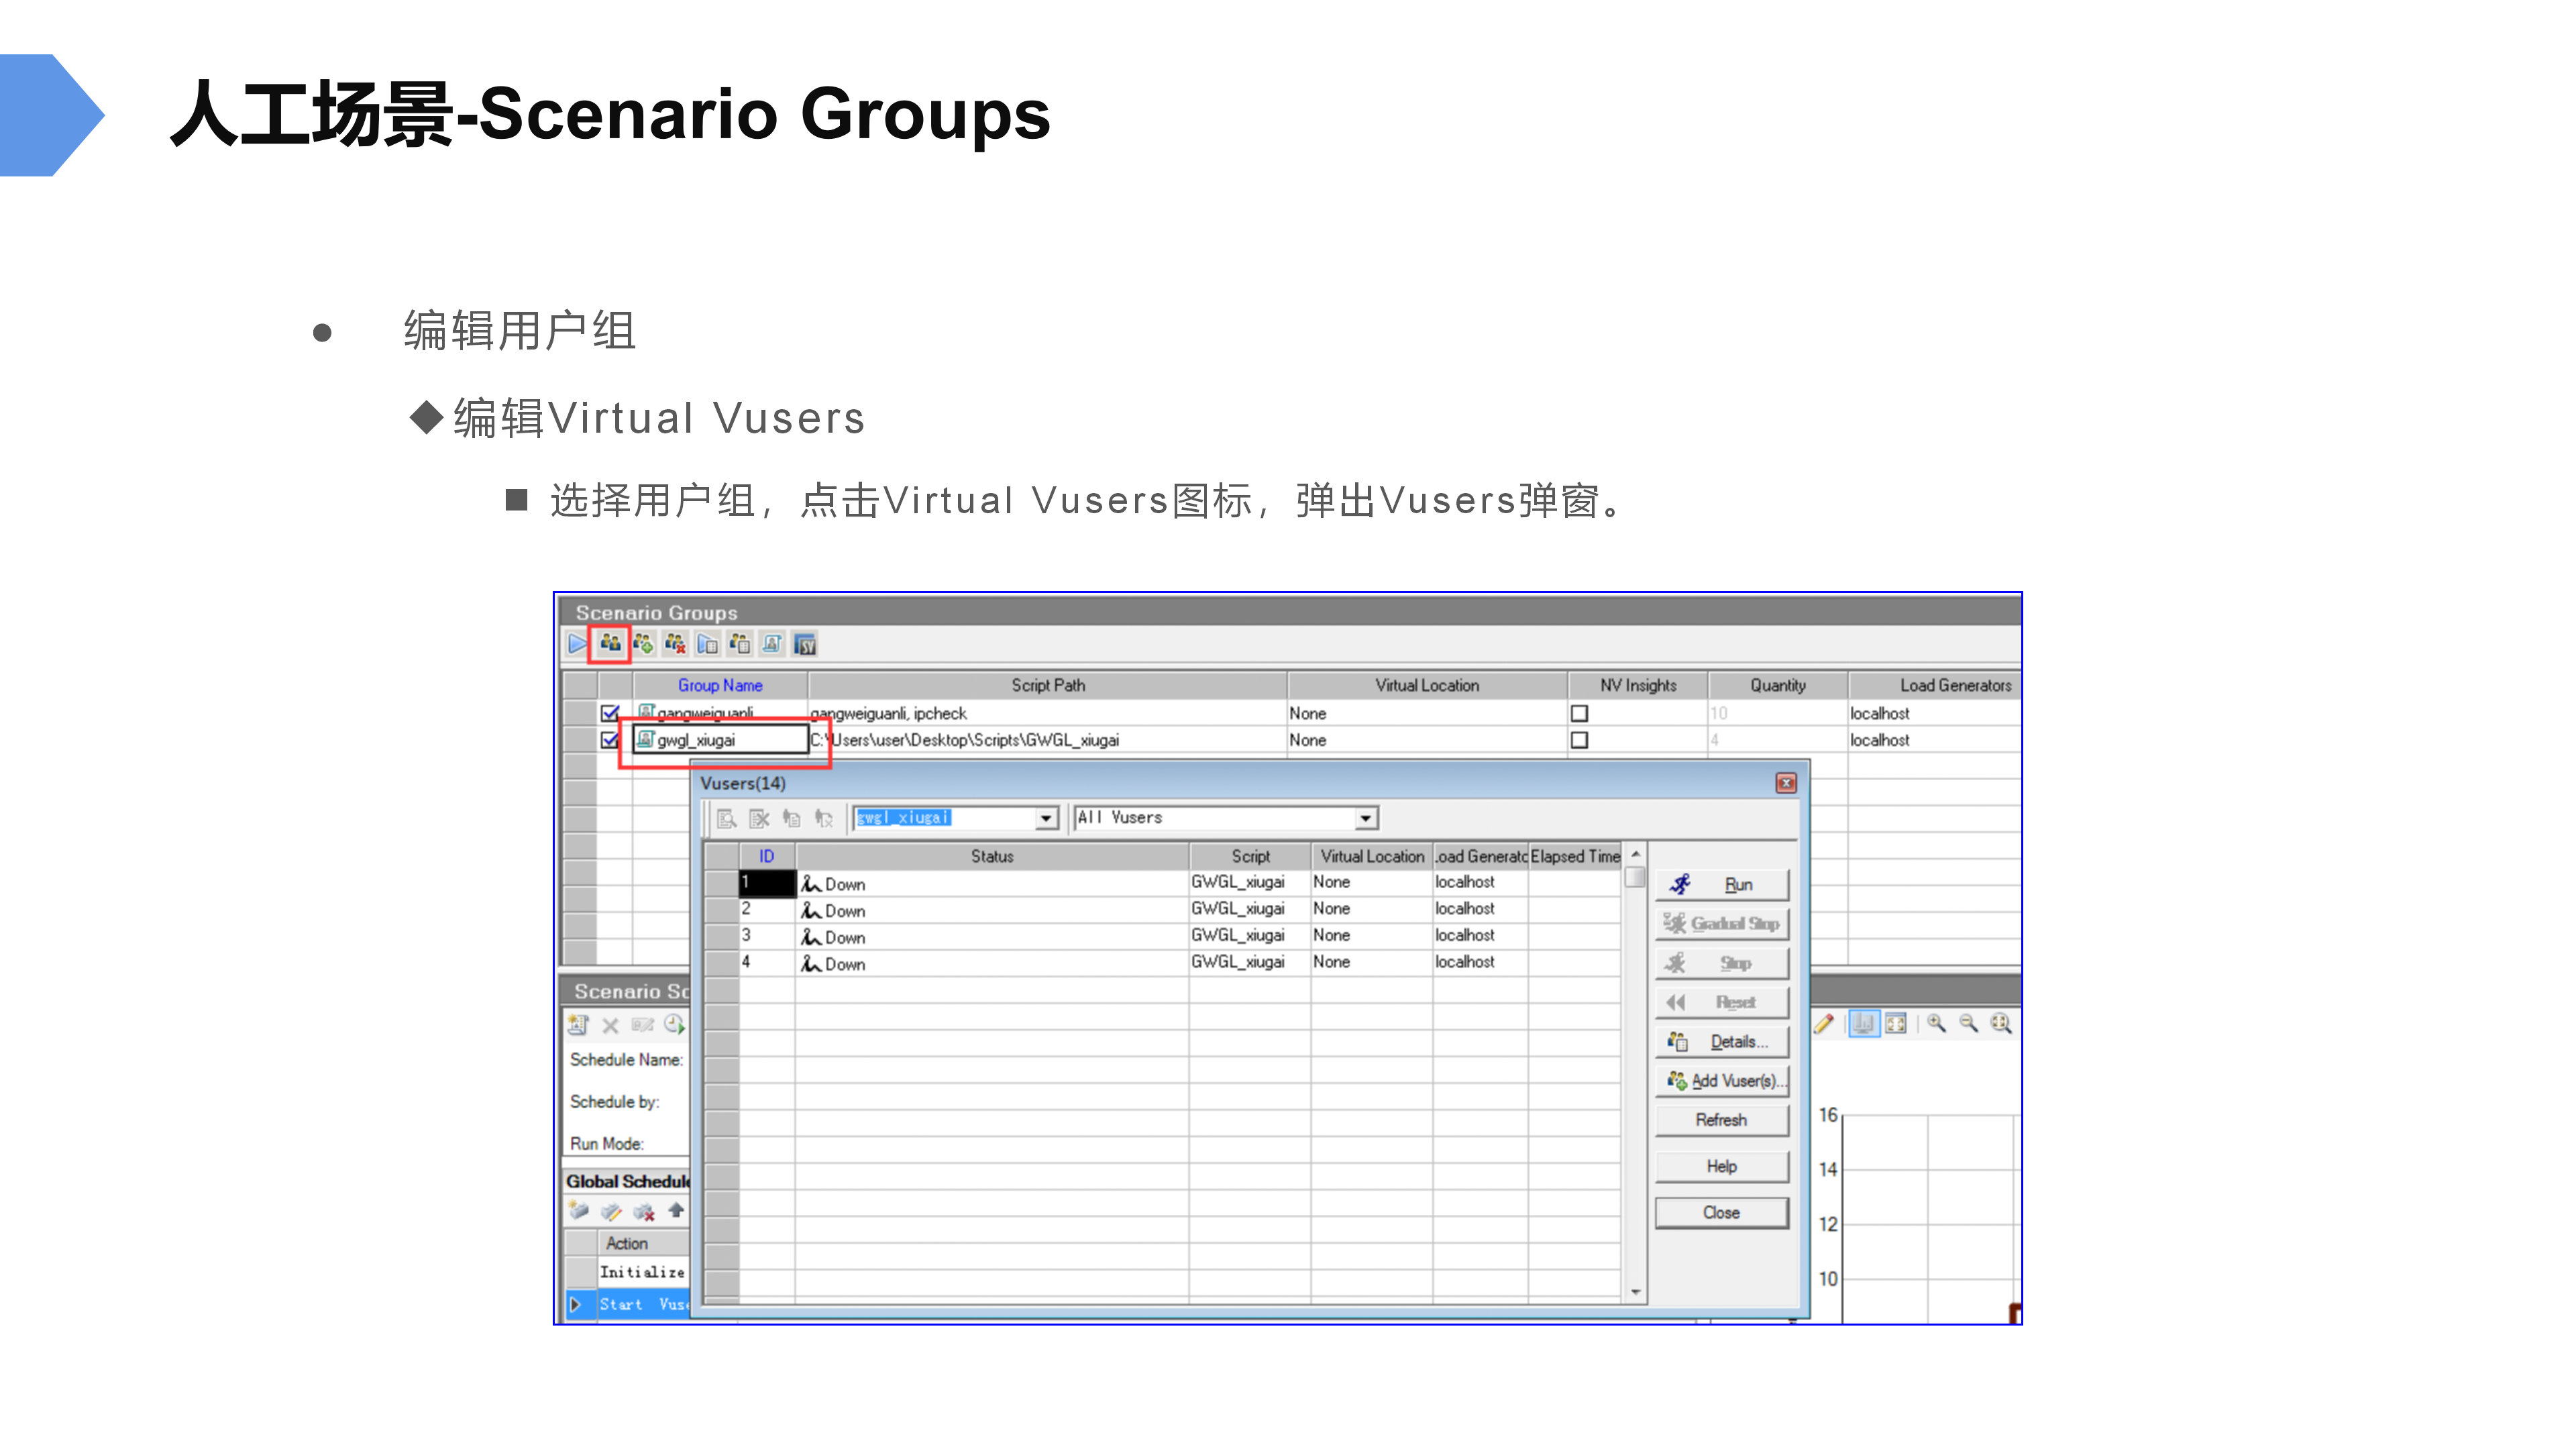 人工场景-Scenario Groups
● 编辑用户组
◆编辑Virtual Vusers
■ 选择用户组，点击Virtual Vusers图标，弹出Vusers弹窗。
Scenario Groups
Group Name Script Path Virtual Location NV Insights Quantity Load Generators
gangweiguanli gangweiguanli, ipcheck None 10 localhost
gwgl_xiugai C:\Users\user\Desktop\Scripts\GWGL_xiugai None 4 localhost
Vusers(14)
gwgl_xiugai All Vusers
ID Status Script Virtual Location Load Generato Elapsed Time
1 Down GWGL_xiugai None localhost
2 Down GWGL_xiugai None localhost
3 Down GWGL_xiugai None localhost
4 Down GWGL_xiugai None localhost
Run
Gradual Stop
Stop
Reset
Details...
Add Vuser(s)...
Refresh
Help
Close
Scenario Sc
Schedule Name:
Schedule by:
Run Mode:
Global Schedule
Action
Initialize
Start Vuse
16
14
12
10